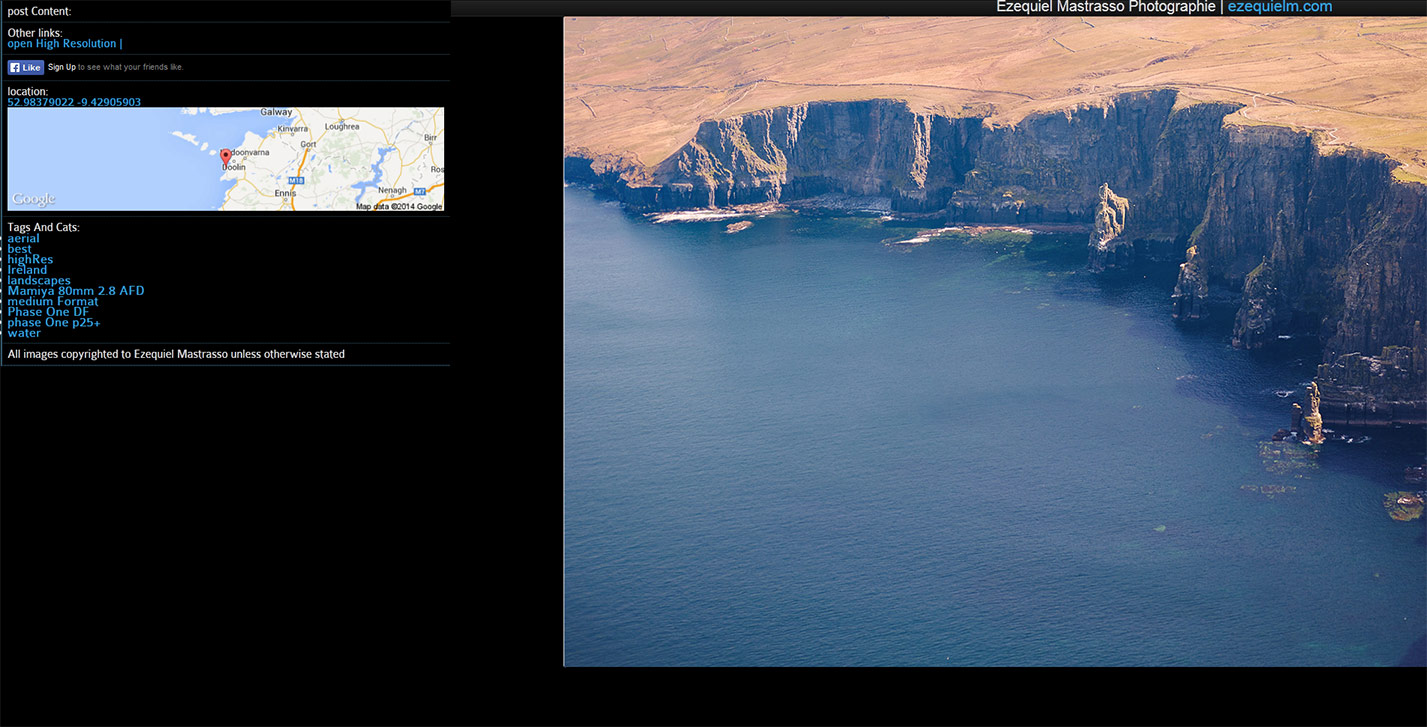 post Content:
Other links:
open High Resolution |
Like Sign Up to see what your friends like.
location:
52.98379022 -9.42905903
Galway
Kinvarra
Loughrea
Gort
Birr
doonvarna
Doolin
Ros
M18
Ennis
Nenagh
M7
Google
Map data ©2014 Google
Tags And Cats:
aerial
best
highRes
Ireland
landscapes
Mamiya 80mm 2.8 AFD
medium Format
Phase One DF
phase One p25+
water
All images copyrighted to Ezequiel Mastrasso unless otherwise stated
Ezequiel Mastrasso Photographie | ezequielm.com